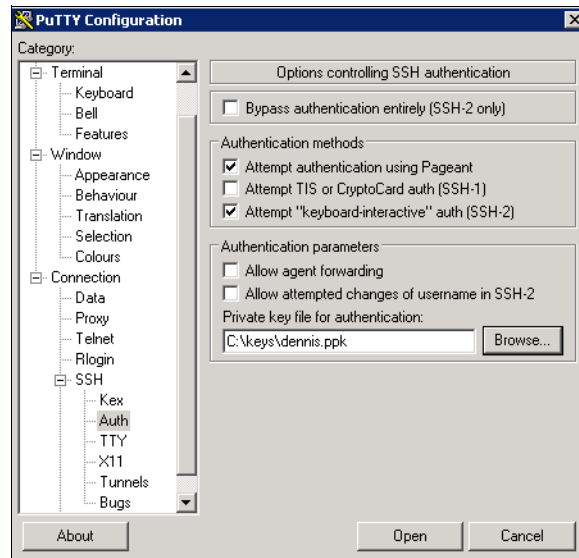 PuTTY Configuration
Category:
Terminal
Keyboard
Bell
Features
Window
Appearance
Behaviour
Translation
Selection
Colours
Connection
Data
Proxy
Telnet
Rlogin
SSH
Kex
Auth
TTY
X11
Tunnels
Bugs
Options controlling SSH authentication
Bypass authentication entirely (SSH-2 only)
Authentication methods
Attempt authentication using Pageant
Attempt TIS or CryptoCard auth (SSH-1)
Attempt "keyboard-interactive" auth (SSH-2)
Authentication parameters
Allow agent forwarding
Allow attempted changes of username in SSH-2
Private key file for authentication:
C:\keys\dennis.ppk Browse...
About Open Cancel